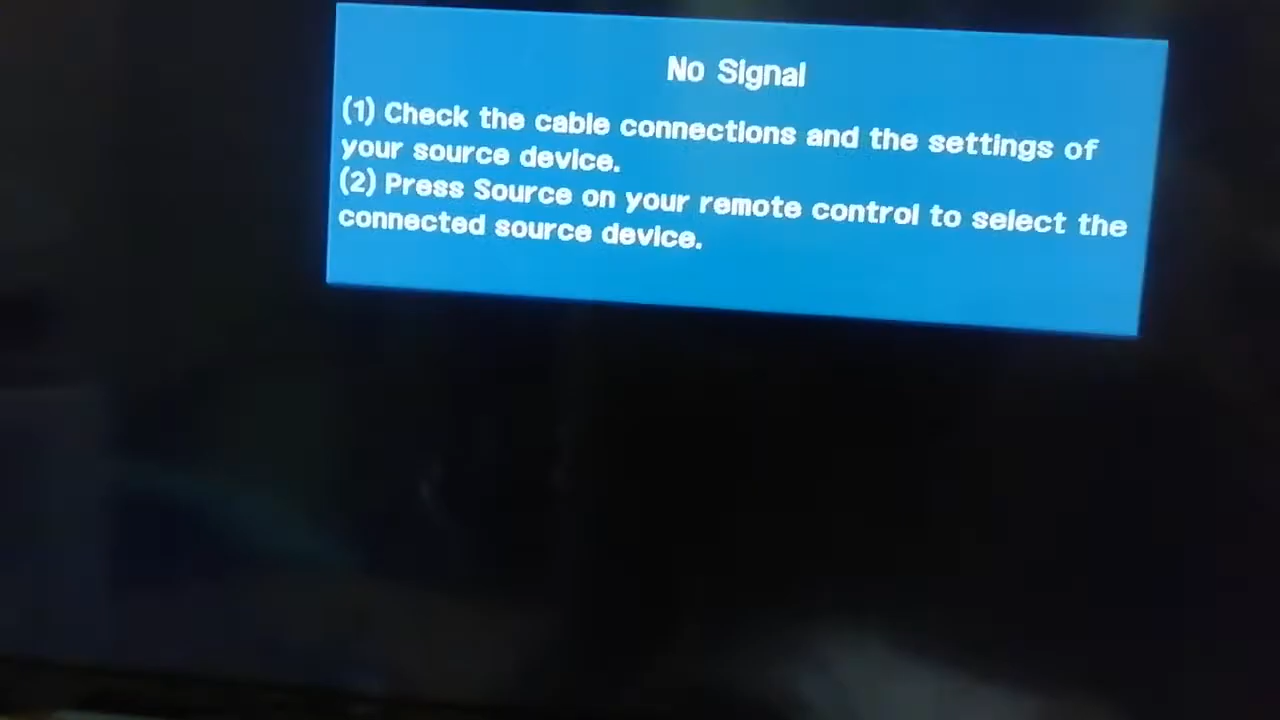 No Signal
(1) Check the cable connections and the settings of
your source device.
(2) Press Source on your remote control to select the
connected source device.